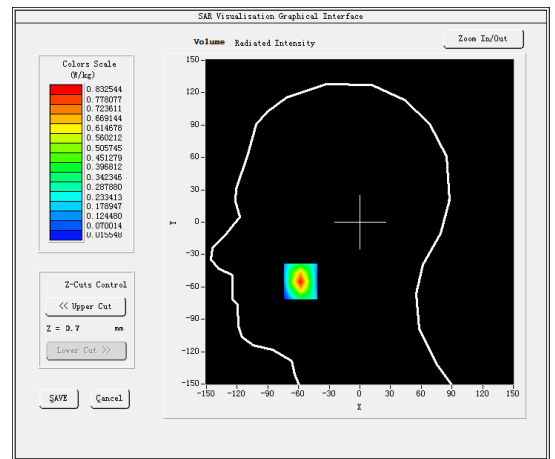 SAR Visualisation Graphical Interface
Volume Radiated Intensity
Zoom In/Out
Colors Scale
(W/kg)
0.832544
0.778077
0.723611
0.669144
0.614678
0.560212
0.505745
0.451279
0.396812
0.342346
0.287880
0.233413
0.178947
0.124480
0.070014
0.015548
Z-Cuts Control
<< Upper Cut
Z = 0.7 mm
Lower Cut >>
SAVE Cancel
150
120
90
60
30
0
-30
-60
-90
-120
-150
Y
-150 -120 -90 -60 -30 0 30 60 90 120 150
X